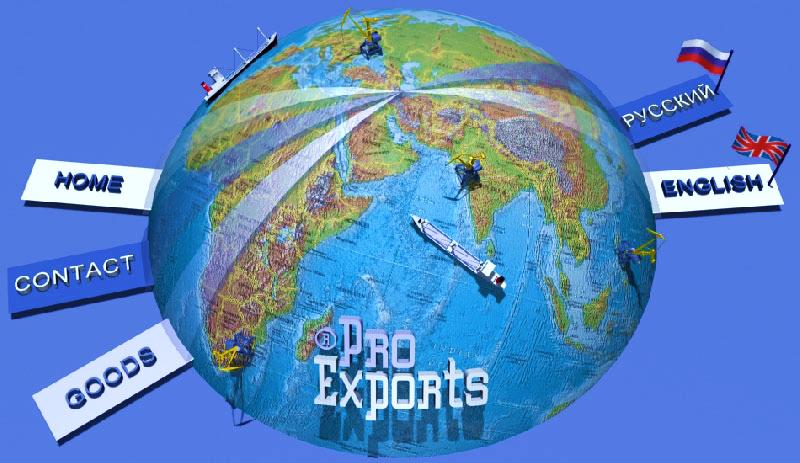 РУССКИЙ
HOME
ENGLISH
CONTACT
GOODS
® PRO
EXPORTS